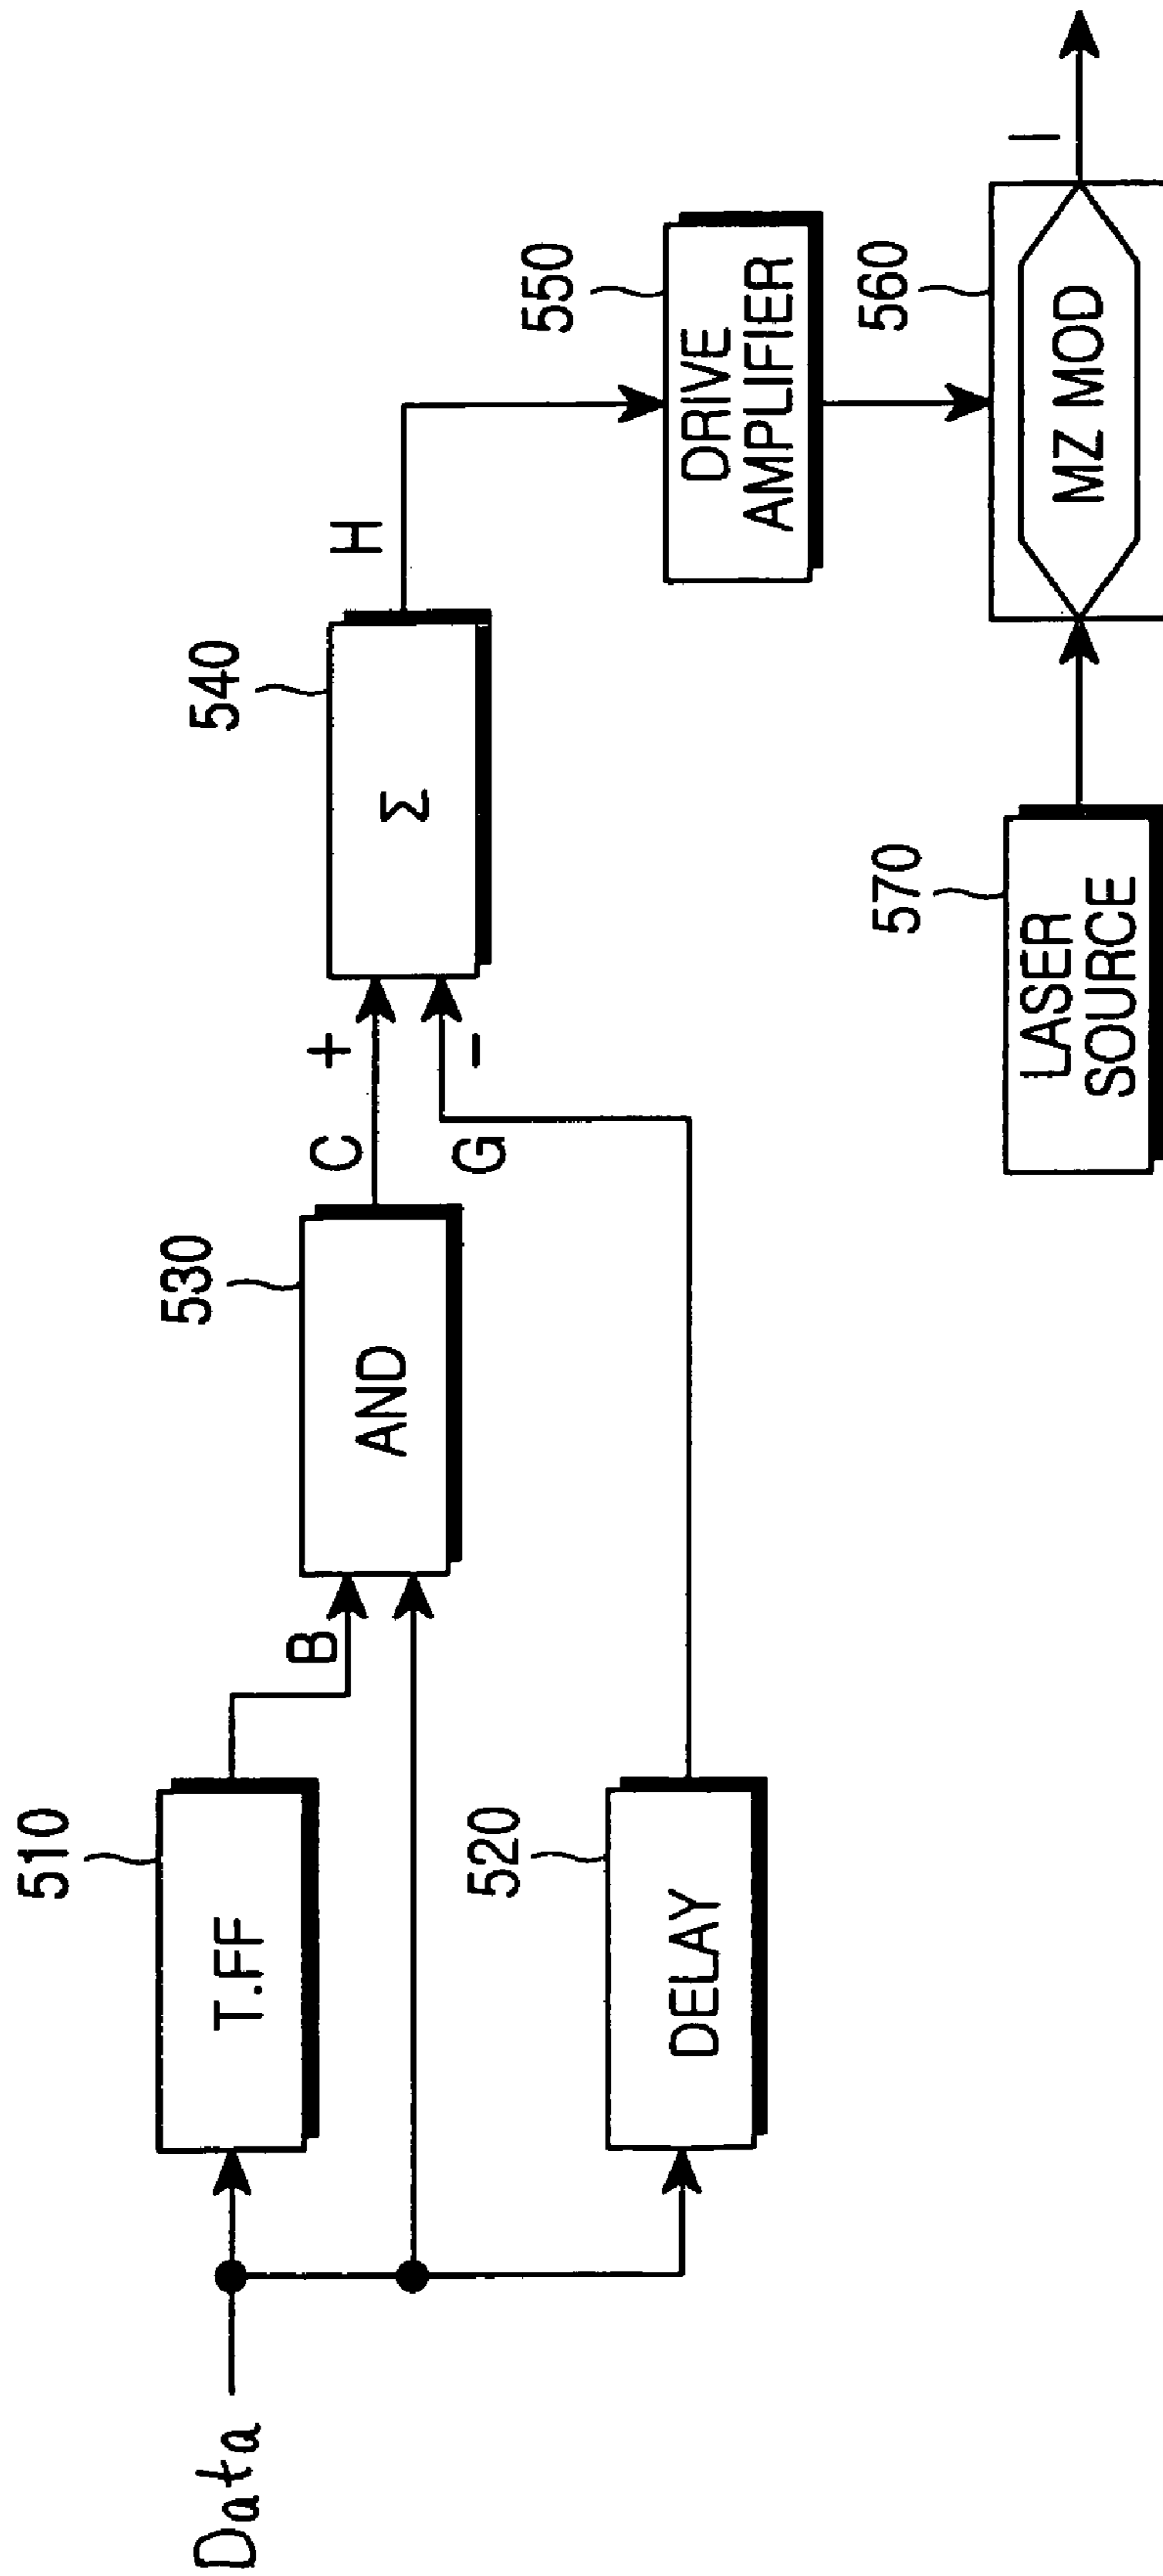 Data
510
T.FF
B
520
DELAY
530
AND
C
+
G
-
540
Σ
H
550
DRIVE
AMPLIFIER
560
MZ MOD
I
570
LASER
SOURCE